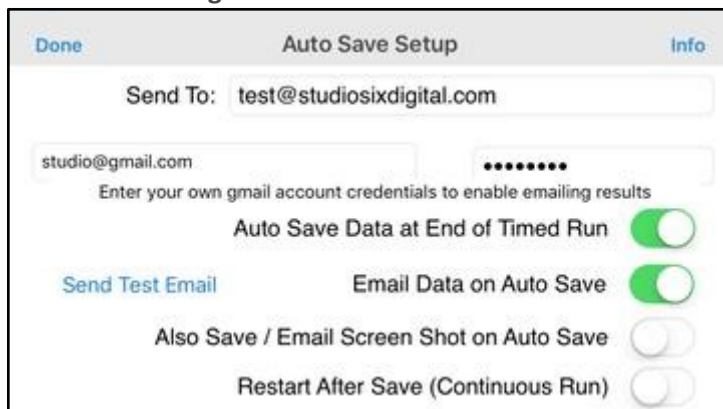 Done Auto Save Setup Info
Send To: test@studiosixdigital.com
studio@gmail.com ••••••••
Enter your own gmail account credentials to enable emailing results
Auto Save Data at End of Timed Run
Send Test Email Email Data on Auto Save
Also Save / Email Screen Shot on Auto Save
Restart After Save (Continuous Run)